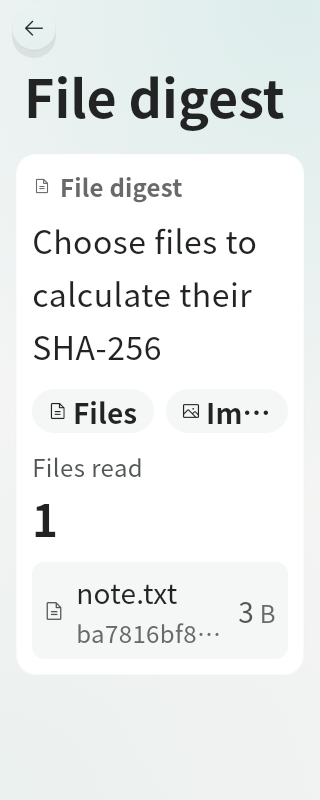 File digest
File digest
Choose files to
calculate their
SHA-256
Files
Im···
Files read
1
note.txt
3 B
ba7816bf8···